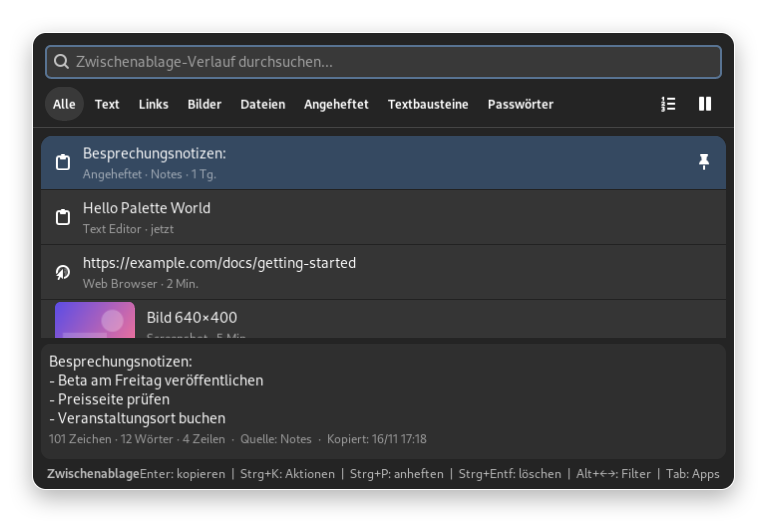 Zwischenablage-Verlauf durchsuchen...
Alle Text Links Bilder Dateien Angeheftet Textbausteine Passwörter
Besprechungsnotizen:
Angeheftet · Notes · 1 Tg.
Hello Palette World
Text Editor · jetzt
https://example.com/docs/getting-started
Web Browser · 2 Min.
Bild 640×400
Screenshot · 5 Min.
Besprechungsnotizen:
- Beta am Freitag veröffentlichen
- Preisseite prüfen
- Veranstaltungsort buchen
101 Zeichen · 12 Wörter · 4 Zeilen · Quelle: Notes · Kopiert: 16/11 17:18
ZwischenablageEnter: kopieren | Strg+K: Aktionen | Strg+P: anheften | Strg+Entf: löschen | Alt+←→: Filter | Tab: Apps